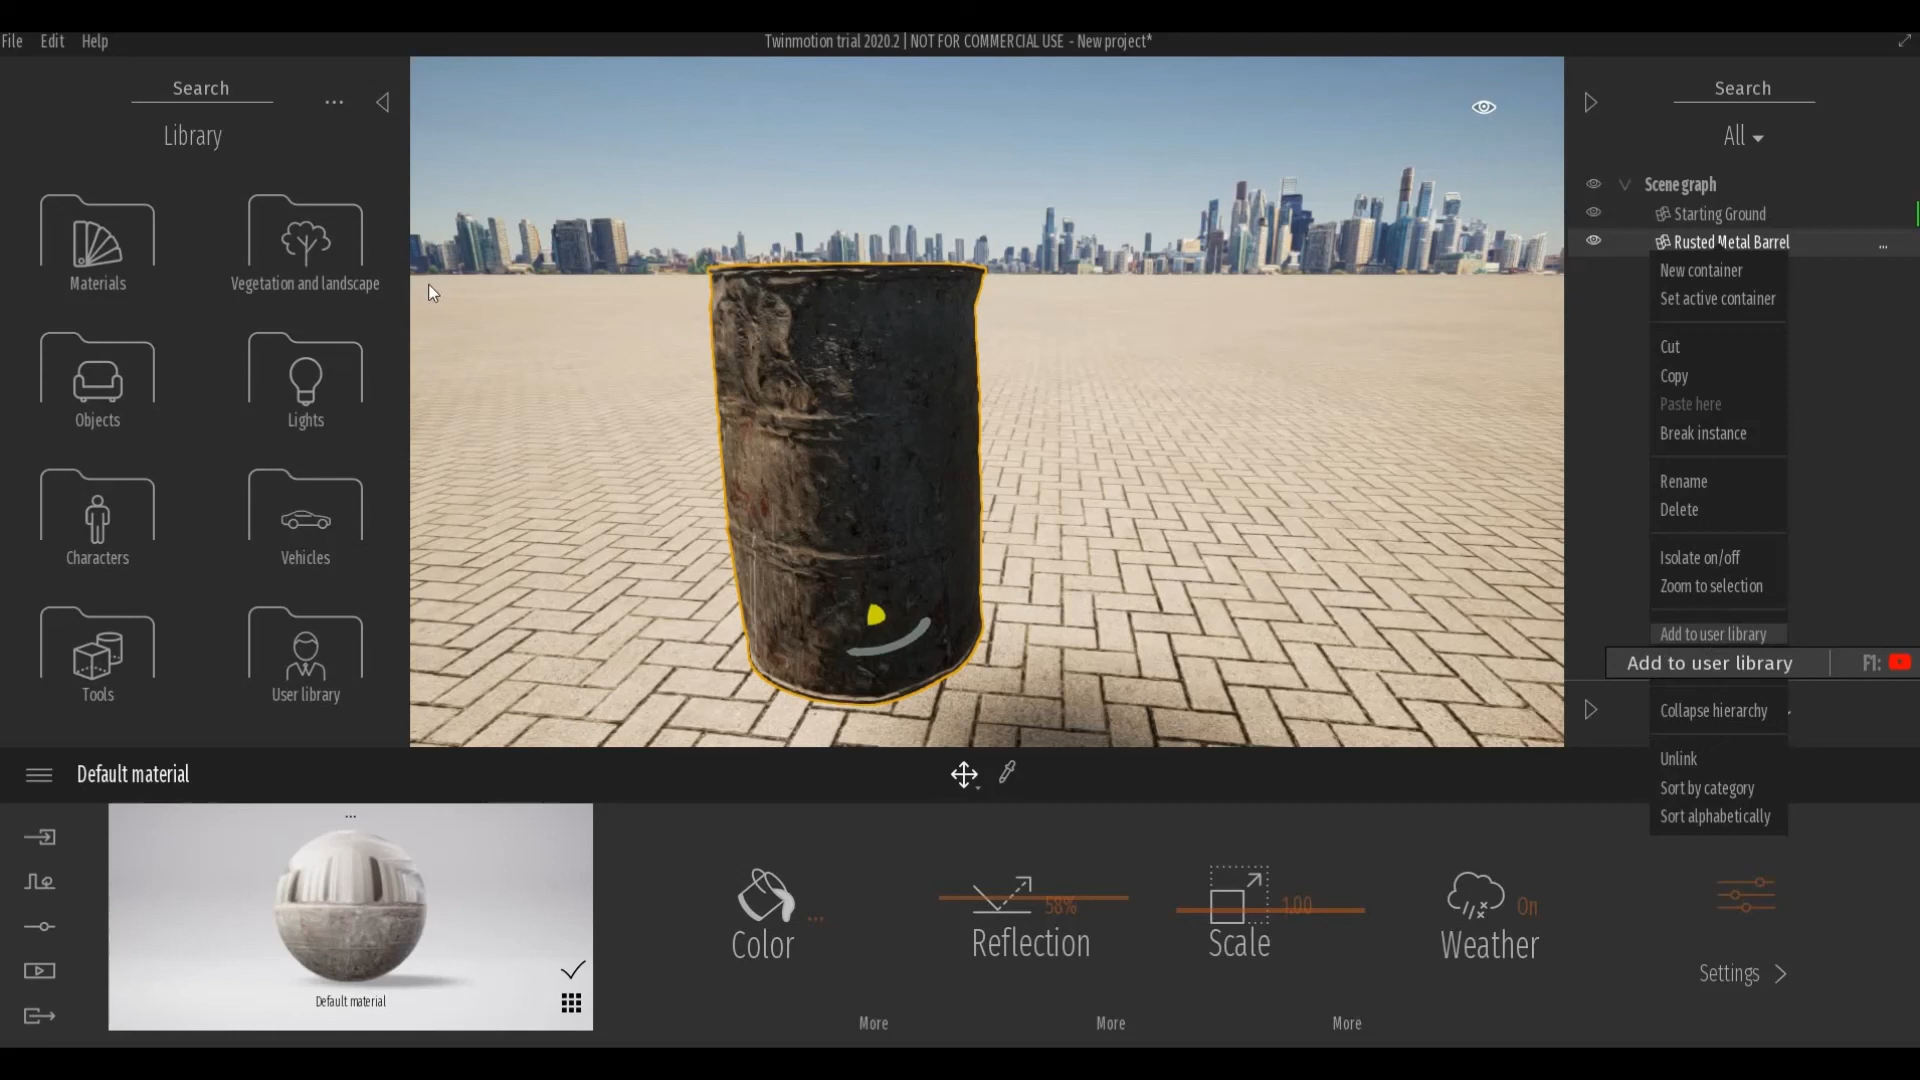 File Edit Help
Twinmotion trial 2020.2 | NOT FOR COMMERCIAL USE - New project*
Search
...
Library
Materials
Vegetation and landscape
Objects
Lights
Characters
Vehicles
Tools
User library
Search
All
Scene graph
Starting Ground
Rusted Metal Barrel ...
New container
Set active container
Cut
Copy
Paste here
Break instance
Rename
Delete
Isolate on/off
Zoom to selection
Add to user library
Add to user library F1:
Collapse hierarchy
Unlink
Sort by category
Sort alphabetically
Default material
...
Default material
Color ...
More
Reflection 58%
More
Scale 1.00
More
Weather On
Settings